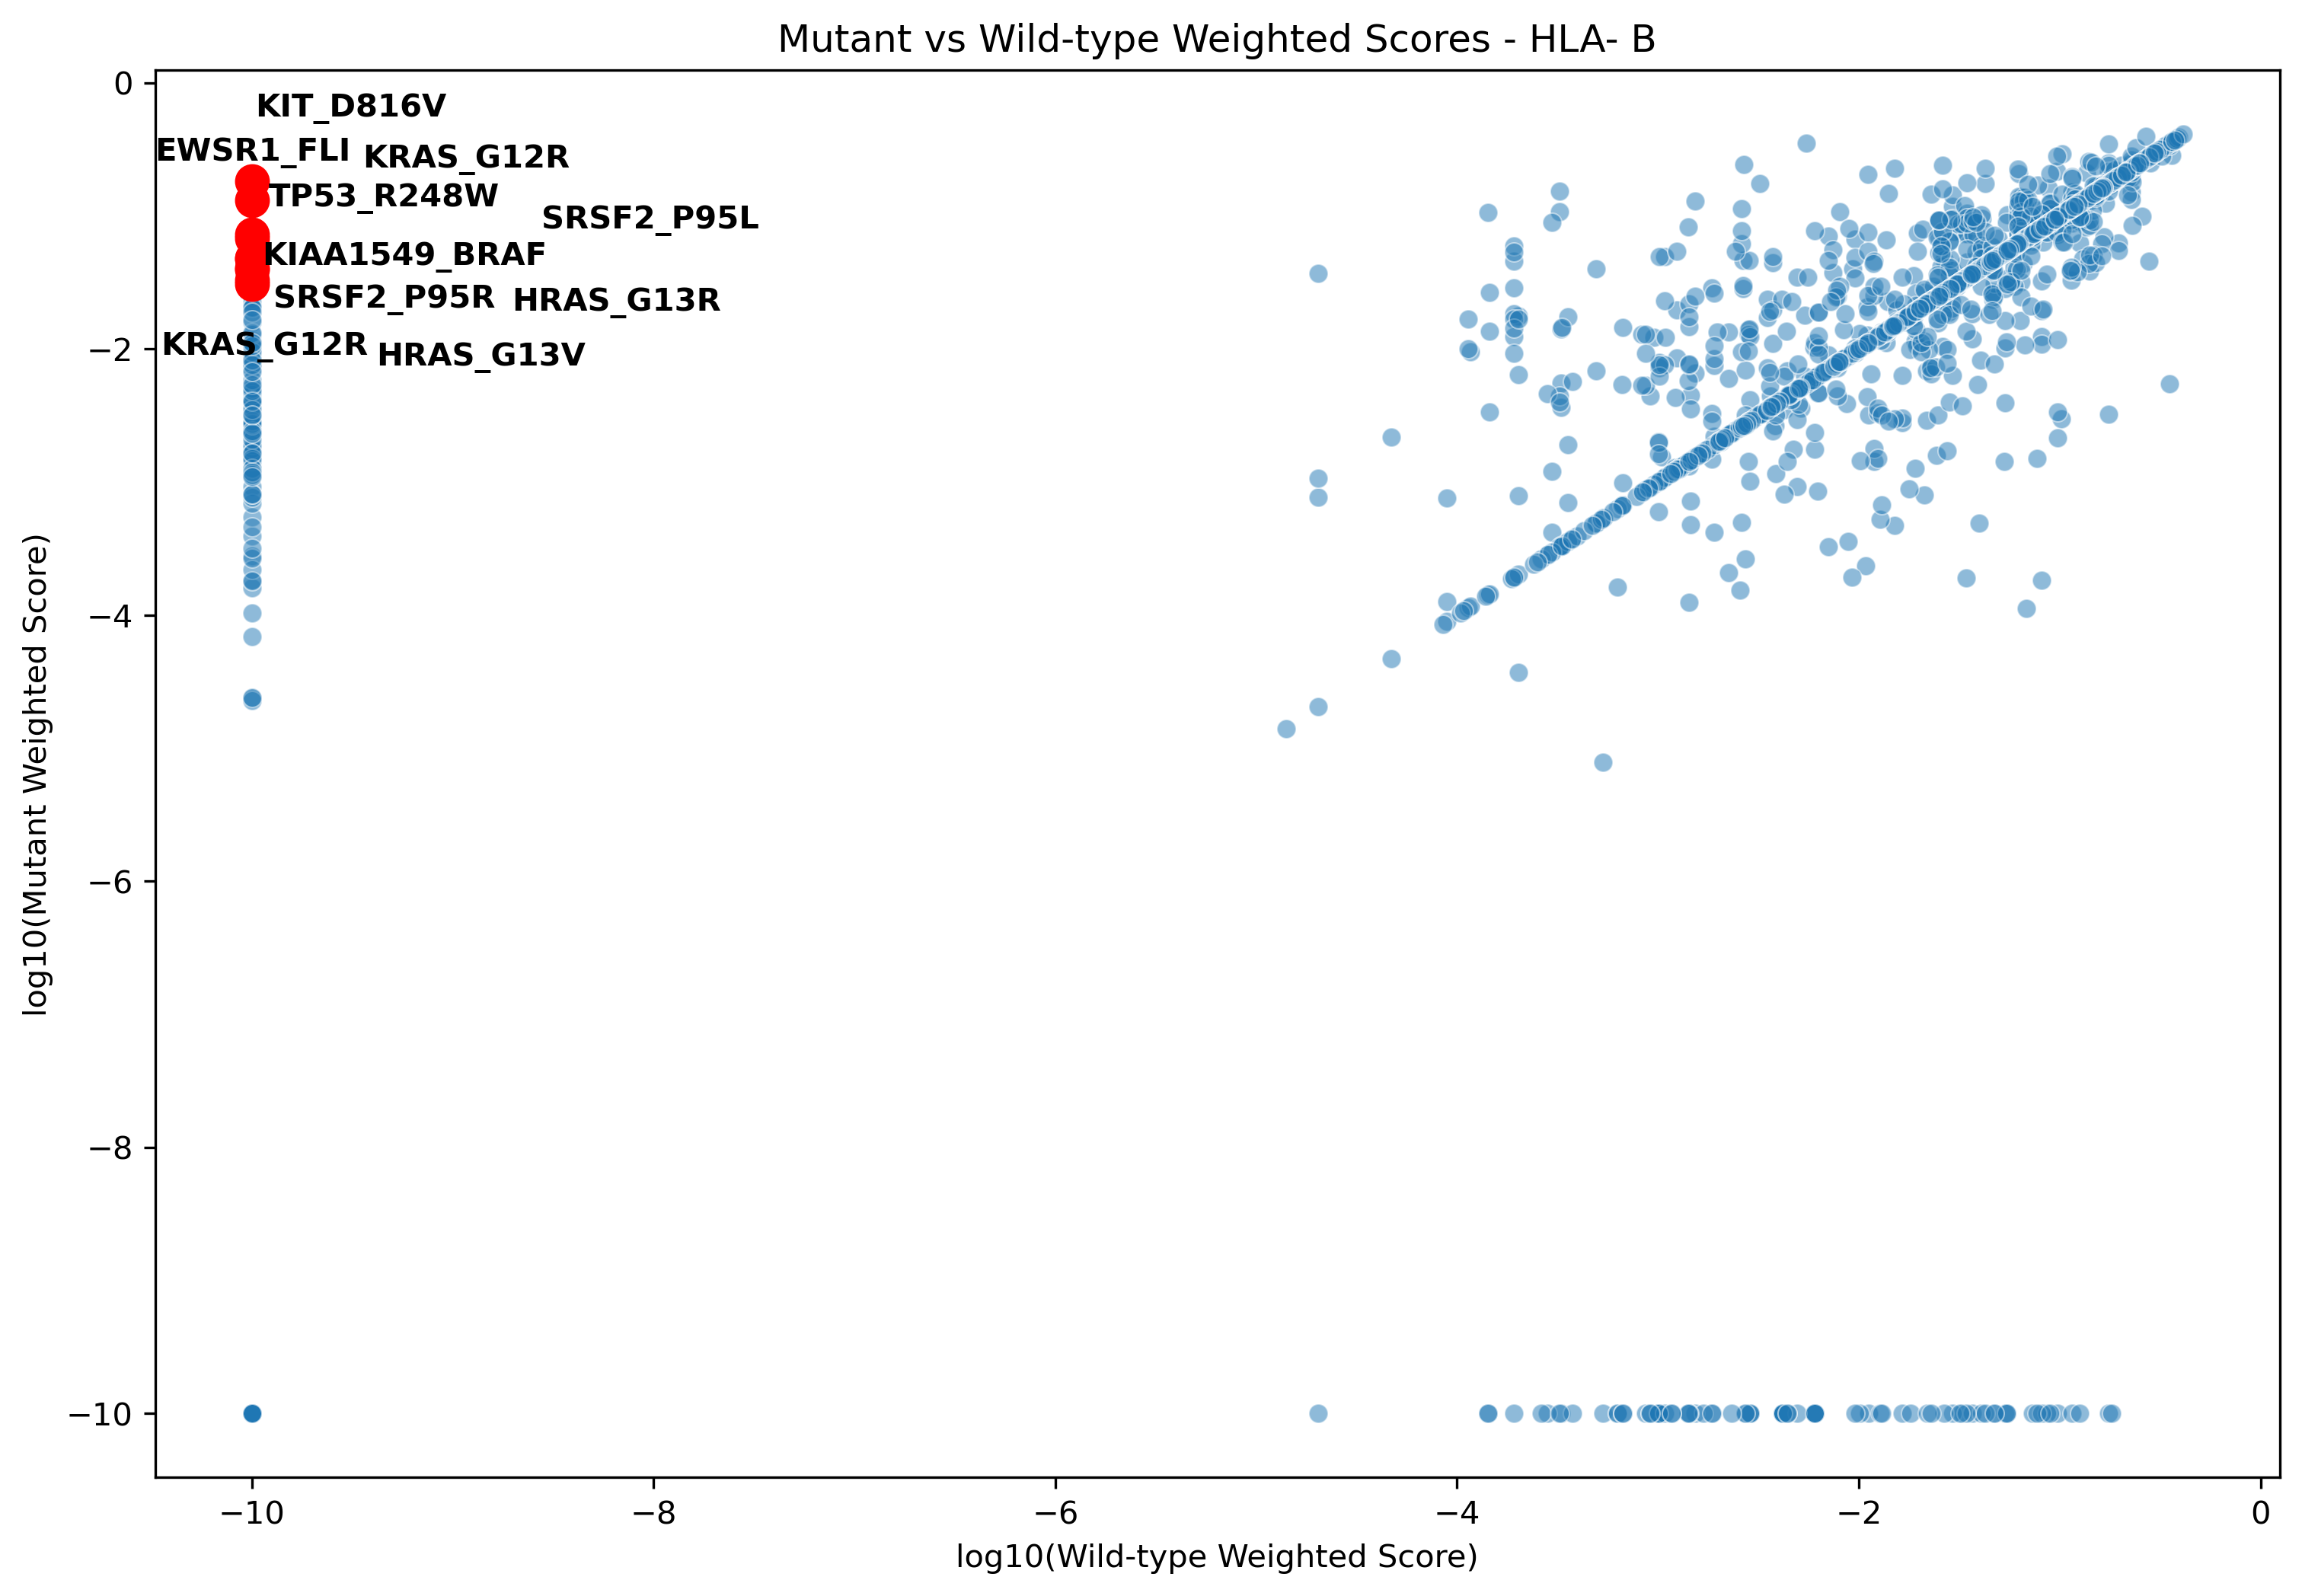 Mutant vs Wild-type Weighted Scores - HLA- B
log10(Mutant Weighted Score)
0
−2
−4
−6
−8
−10
KIT_D816V
EWSR1_FLI
KRAS_G12R
TP53_R248W
SRSF2_P95L
KIAA1549_BRAF
SRSF2_P95R
HRAS_G13R
KRAS_G12R
HRAS_G13V
−10
−8
−6
−4
−2
0
log10(Wild-type Weighted Score)